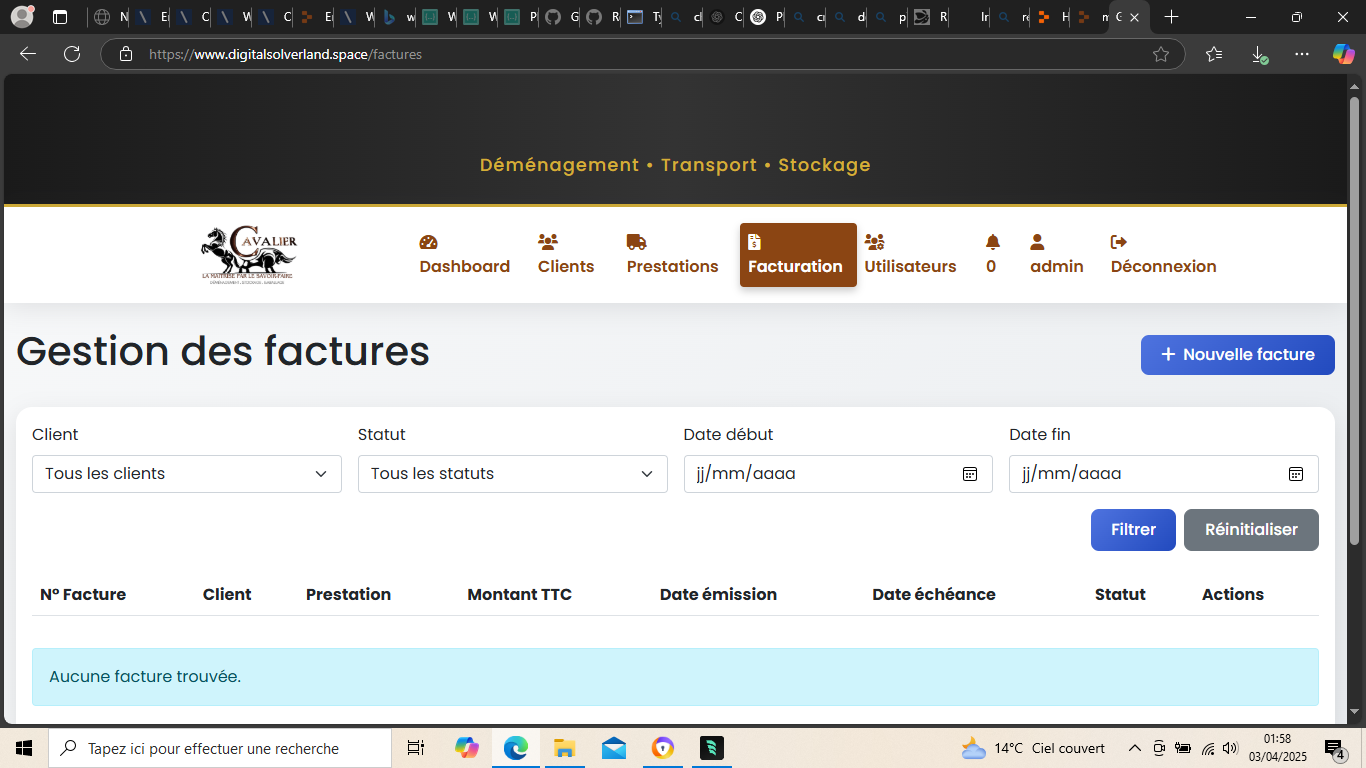 https://www.digitalsolverland.space/factures
Déménagement • Transport • Stockage
CAVALIER
LA MAITRISE PAR LE SAVOIR-FAIRE
Dashboard
Clients
Prestations
Facturation
Utilisateurs
0
admin
Déconnexion
Gestion des factures
+ Nouvelle facture
Client
Statut
Date début
Date fin
Tous les clients
Tous les statuts
jj/mm/aaaa
jj/mm/aaaa
Filtrer
Réinitialiser
N° Facture Client Prestation Montant TTC Date émission Date échéance Statut Actions
Aucune facture trouvée.
Tapez ici pour effectuer une recherche
14°C Ciel couvert
01:58
03/04/2025
4